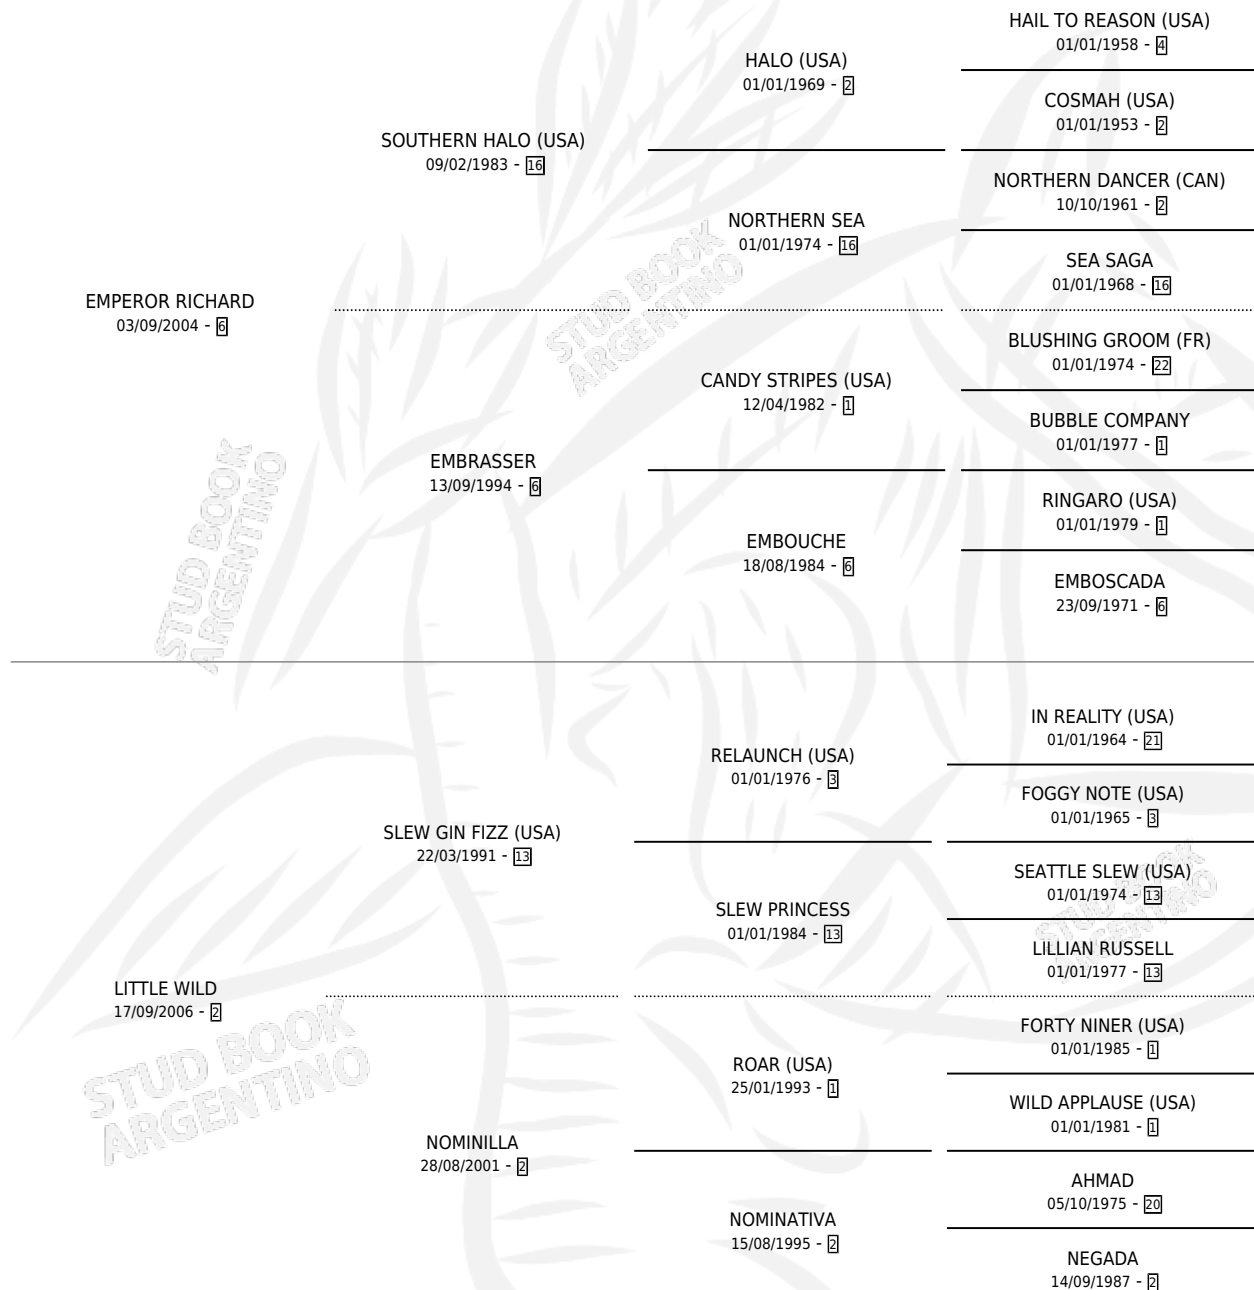 HAIL TO REASON (USA)
01/01/1958 - 4
HALO (USA)
01/01/1969 - 2
COSMAH (USA)
01/01/1953 - 2
SOUTHERN HALO (USA)
09/02/1983 - 16
NORTHERN DANCER (CAN)
10/10/1961 - 2
NORTHERN SEA
01/01/1974 - 16
SEA SAGA
01/01/1968 - 16
EMPEROR RICHARD
03/09/2004 - 6
BLUSHING GROOM (FR)
01/01/1974 - 22
CANDY STRIPES (USA)
12/04/1982 - 1
BUBBLE COMPANY
01/01/1977 - 1
EMBRASSER
13/09/1994 - 6
RINGARO (USA)
01/01/1979 - 1
EMBOUCHE
18/08/1984 - 6
EMBOSCADA
23/09/1971 - 6
IN REALITY (USA)
01/01/1964 - 21
RELAUNCH (USA)
01/01/1976 - 3
FOGGY NOTE (USA)
01/01/1965 - 3
SLEW GIN FIZZ (USA)
22/03/1991 - 13
SEATTLE SLEW (USA)
01/01/1974 - 13
SLEW PRINCESS
01/01/1984 - 13
LILLIAN RUSSELL
01/01/1977 - 13
LITTLE WILD
17/09/2006 - 2
FORTY NINER (USA)
01/01/1985 - 1
ROAR (USA)
25/01/1993 - 1
WILD APPLAUSE (USA)
01/01/1981 - 1
NOMINILLA
28/08/2001 - 2
AHMAD
05/10/1975 - 20
NOMINATIVA
15/08/1995 - 2
NEGADA
14/09/1987 - 2
STUD BOOK
ARGENTINO
STUD BOOK
ARGENTINO
STUD BOOK
ARGENTINO
STUD BOOK
ARGENTINO